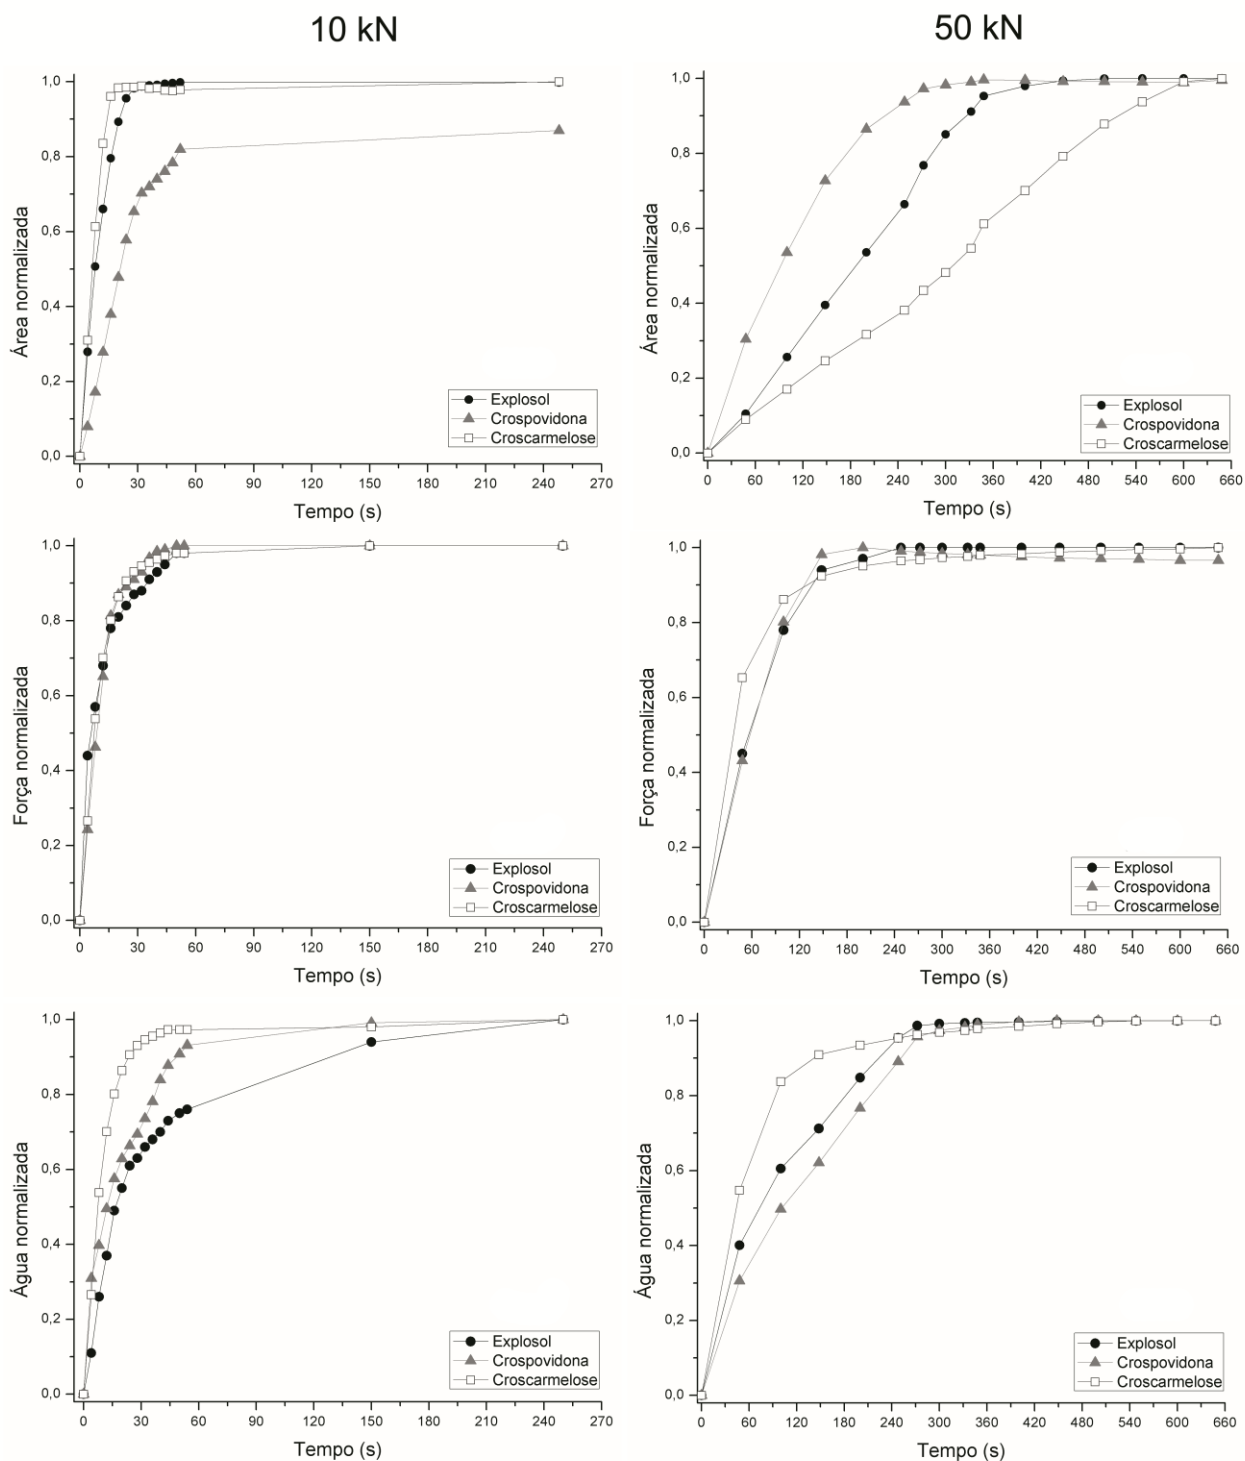 10 kN
50 kN
1,0
0,8
0,6
0,4
0,2
0,0
Área normalizada
Explosol
Crospovidona
Croscarmelose
0 30 60 90 120 150 180 210 240 270
Tempo (s)
1,0
0,8
0,6
0,4
0,2
0,0
Área normalizada
Explosol
Crospovidona
Croscarmelose
0 60 120 180 240 300 360 420 480 540 600 660
Tempo (s)
1,0
0,8
0,6
0,4
0,2
0,0
Força normalizada
Explosol
Crospovidona
Croscarmelose
0 30 60 90 120 150 180 210 240 270
Tempo (s)
1,0
0,8
0,6
0,4
0,2
0,0
Força normalizada
Explosol
Crospovidona
Croscarmelose
0 60 120 180 240 300 360 420 480 540 600 660
Tempo (s)
1,0
0,8
0,6
0,4
0,2
0,0
Água normalizada
Explosol
Crospovidona
Croscarmelose
0 30 60 90 120 150 180 210 240 270
Tempo (s)
1,0
0,8
0,6
0,4
0,2
0,0
Água normalizada
Explosol
Crospovidona
Croscarmelose
0 60 120 180 240 300 360 420 480 540 600 660
Tempo (s)